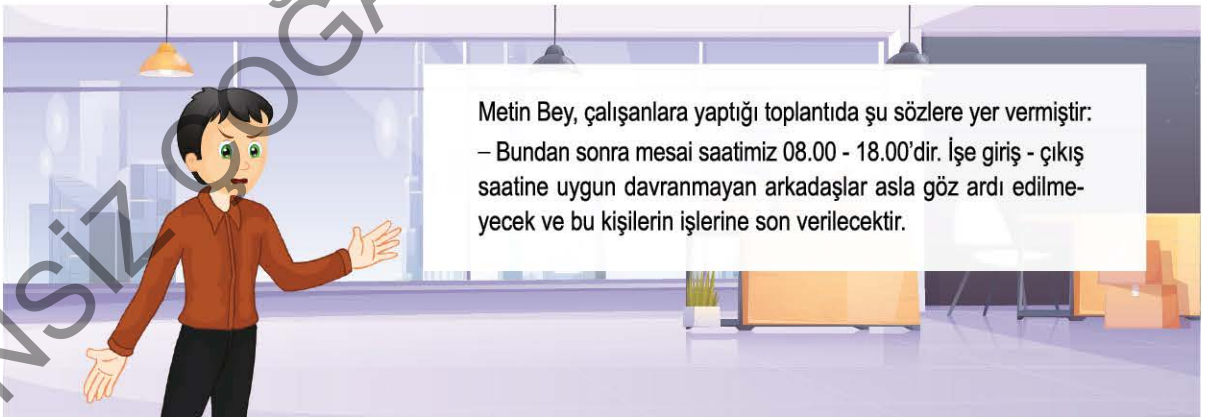 Metin Bey, çalışanlara yaptığı toplantıda şu sözlere yer vermiştir:
– Bundan sonra mesai saatimiz 08.00 - 18.00'dir. İşe giriş - çıkış
saatine uygun davranmayan arkadaşlar asla göz ardı edilme-
yecek ve bu kişilerin işlerine son verilecektir.